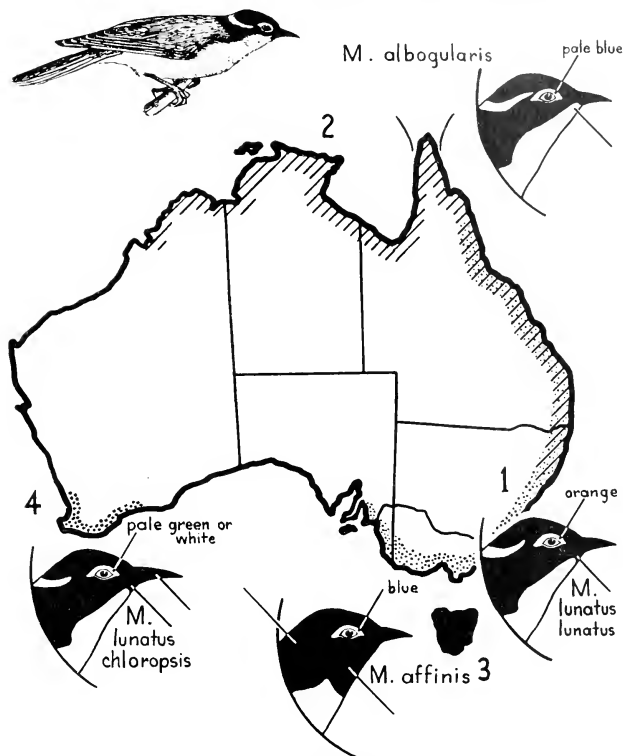 M. albogularis
pale blue
2
1
orange
M.
lunatus
lunatus
4
pale green or
white
M.
lunatus
chloropsis
blue
M. affinis 3